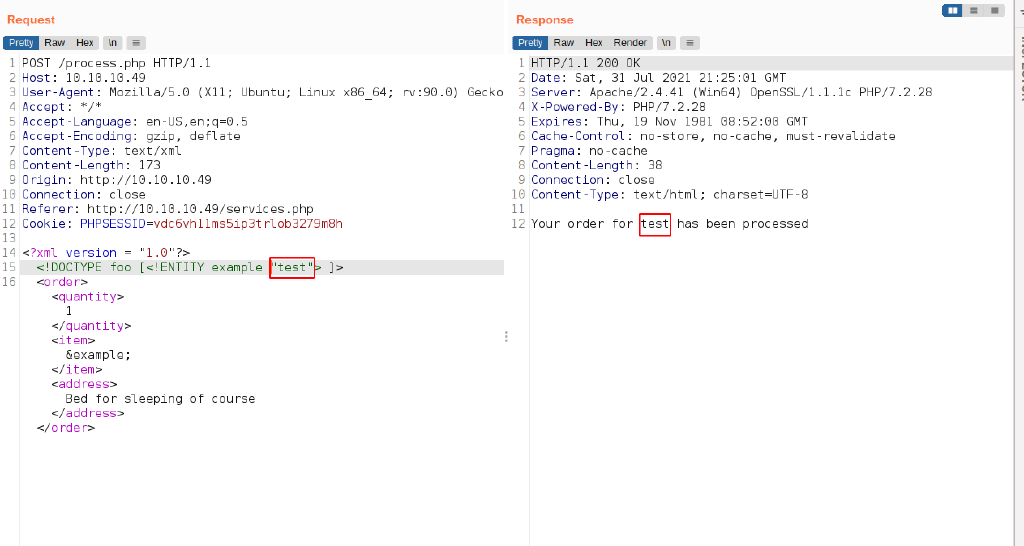 Request
Pretty Raw Hex \n ≡
1 POST /process.php HTTP/1.1
2 Host: 10.10.10.49
3 User-Agent: Mozilla/5.0 (X11; Ubuntu; Linux x86_64; rv:90.0) Gecko
4 Accept: */*
5 Accept-Language: en-US,en;q=0.5
6 Accept-Encoding: gzip, deflate
7 Content-Type: text/xml
8 Content-Length: 173
9 Origin: http://10.10.10.49
10 Connection: close
11 Referer: http://10.10.10.49/services.php
12 Cookie: PHPSESSID=vdc6vhl1ms5ip3trlob3279m8h
13
14 <?xml version = "1.0"?>
15 <!DOCTYPE foo [<!ENTITY example "test"> ]>
16 <order>
<quantity>
1
</quantity>
<item>
&example;
</item>
<address>
Bed for sleeping of course
</address>
</order>
Response
Pretty Raw Hex Render \n ≡
1 HTTP/1.1 200 OK
2 Date: Sat, 31 Jul 2021 21:25:01 GMT
3 Server: Apache/2.4.41 (Win64) OpenSSL/1.1.1c PHP/7.2.28
4 X-Powered-By: PHP/7.2.28
5 Expires: Thu, 19 Nov 1981 08:52:00 GMT
6 Cache-Control: no-store, no-cache, must-revalidate
7 Pragma: no-cache
8 Content-Length: 38
9 Connection: close
10 Content-Type: text/html; charset=UTF-8
11
12 Your order for test has been processed